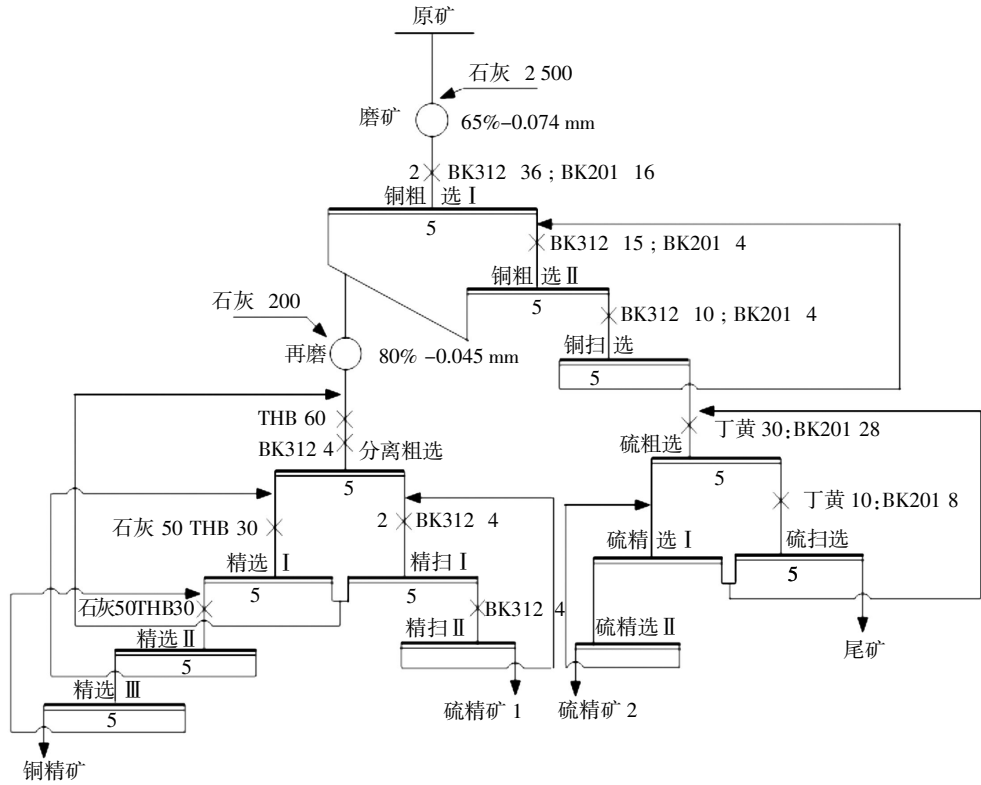 原矿
石灰 2 500
磨矿 65%-0.074 mm
2 BK312 36；BK201 16
铜粗 选Ⅰ
5
BK312 15；BK201 4
铜粗 选Ⅱ
5
石灰 200
BK312 10；BK201 4
再磨 80% -0.045 mm
铜扫 选
5
THB 60
BK312 4 分离粗选
5
丁黄 30:BK201 28
硫粗选
5
石灰 50 THB 30
2 BK312 4
丁黄 10:BK201 8
精选 Ⅰ
5
精扫 Ⅰ
5
硫精 选 Ⅰ
5
硫扫选
5
石灰50THB30
BK312 4
精选 Ⅱ
5
精扫 Ⅱ
硫精选 Ⅱ
尾矿
精选 Ⅲ
5
硫精矿 1
硫精矿 2
铜精矿